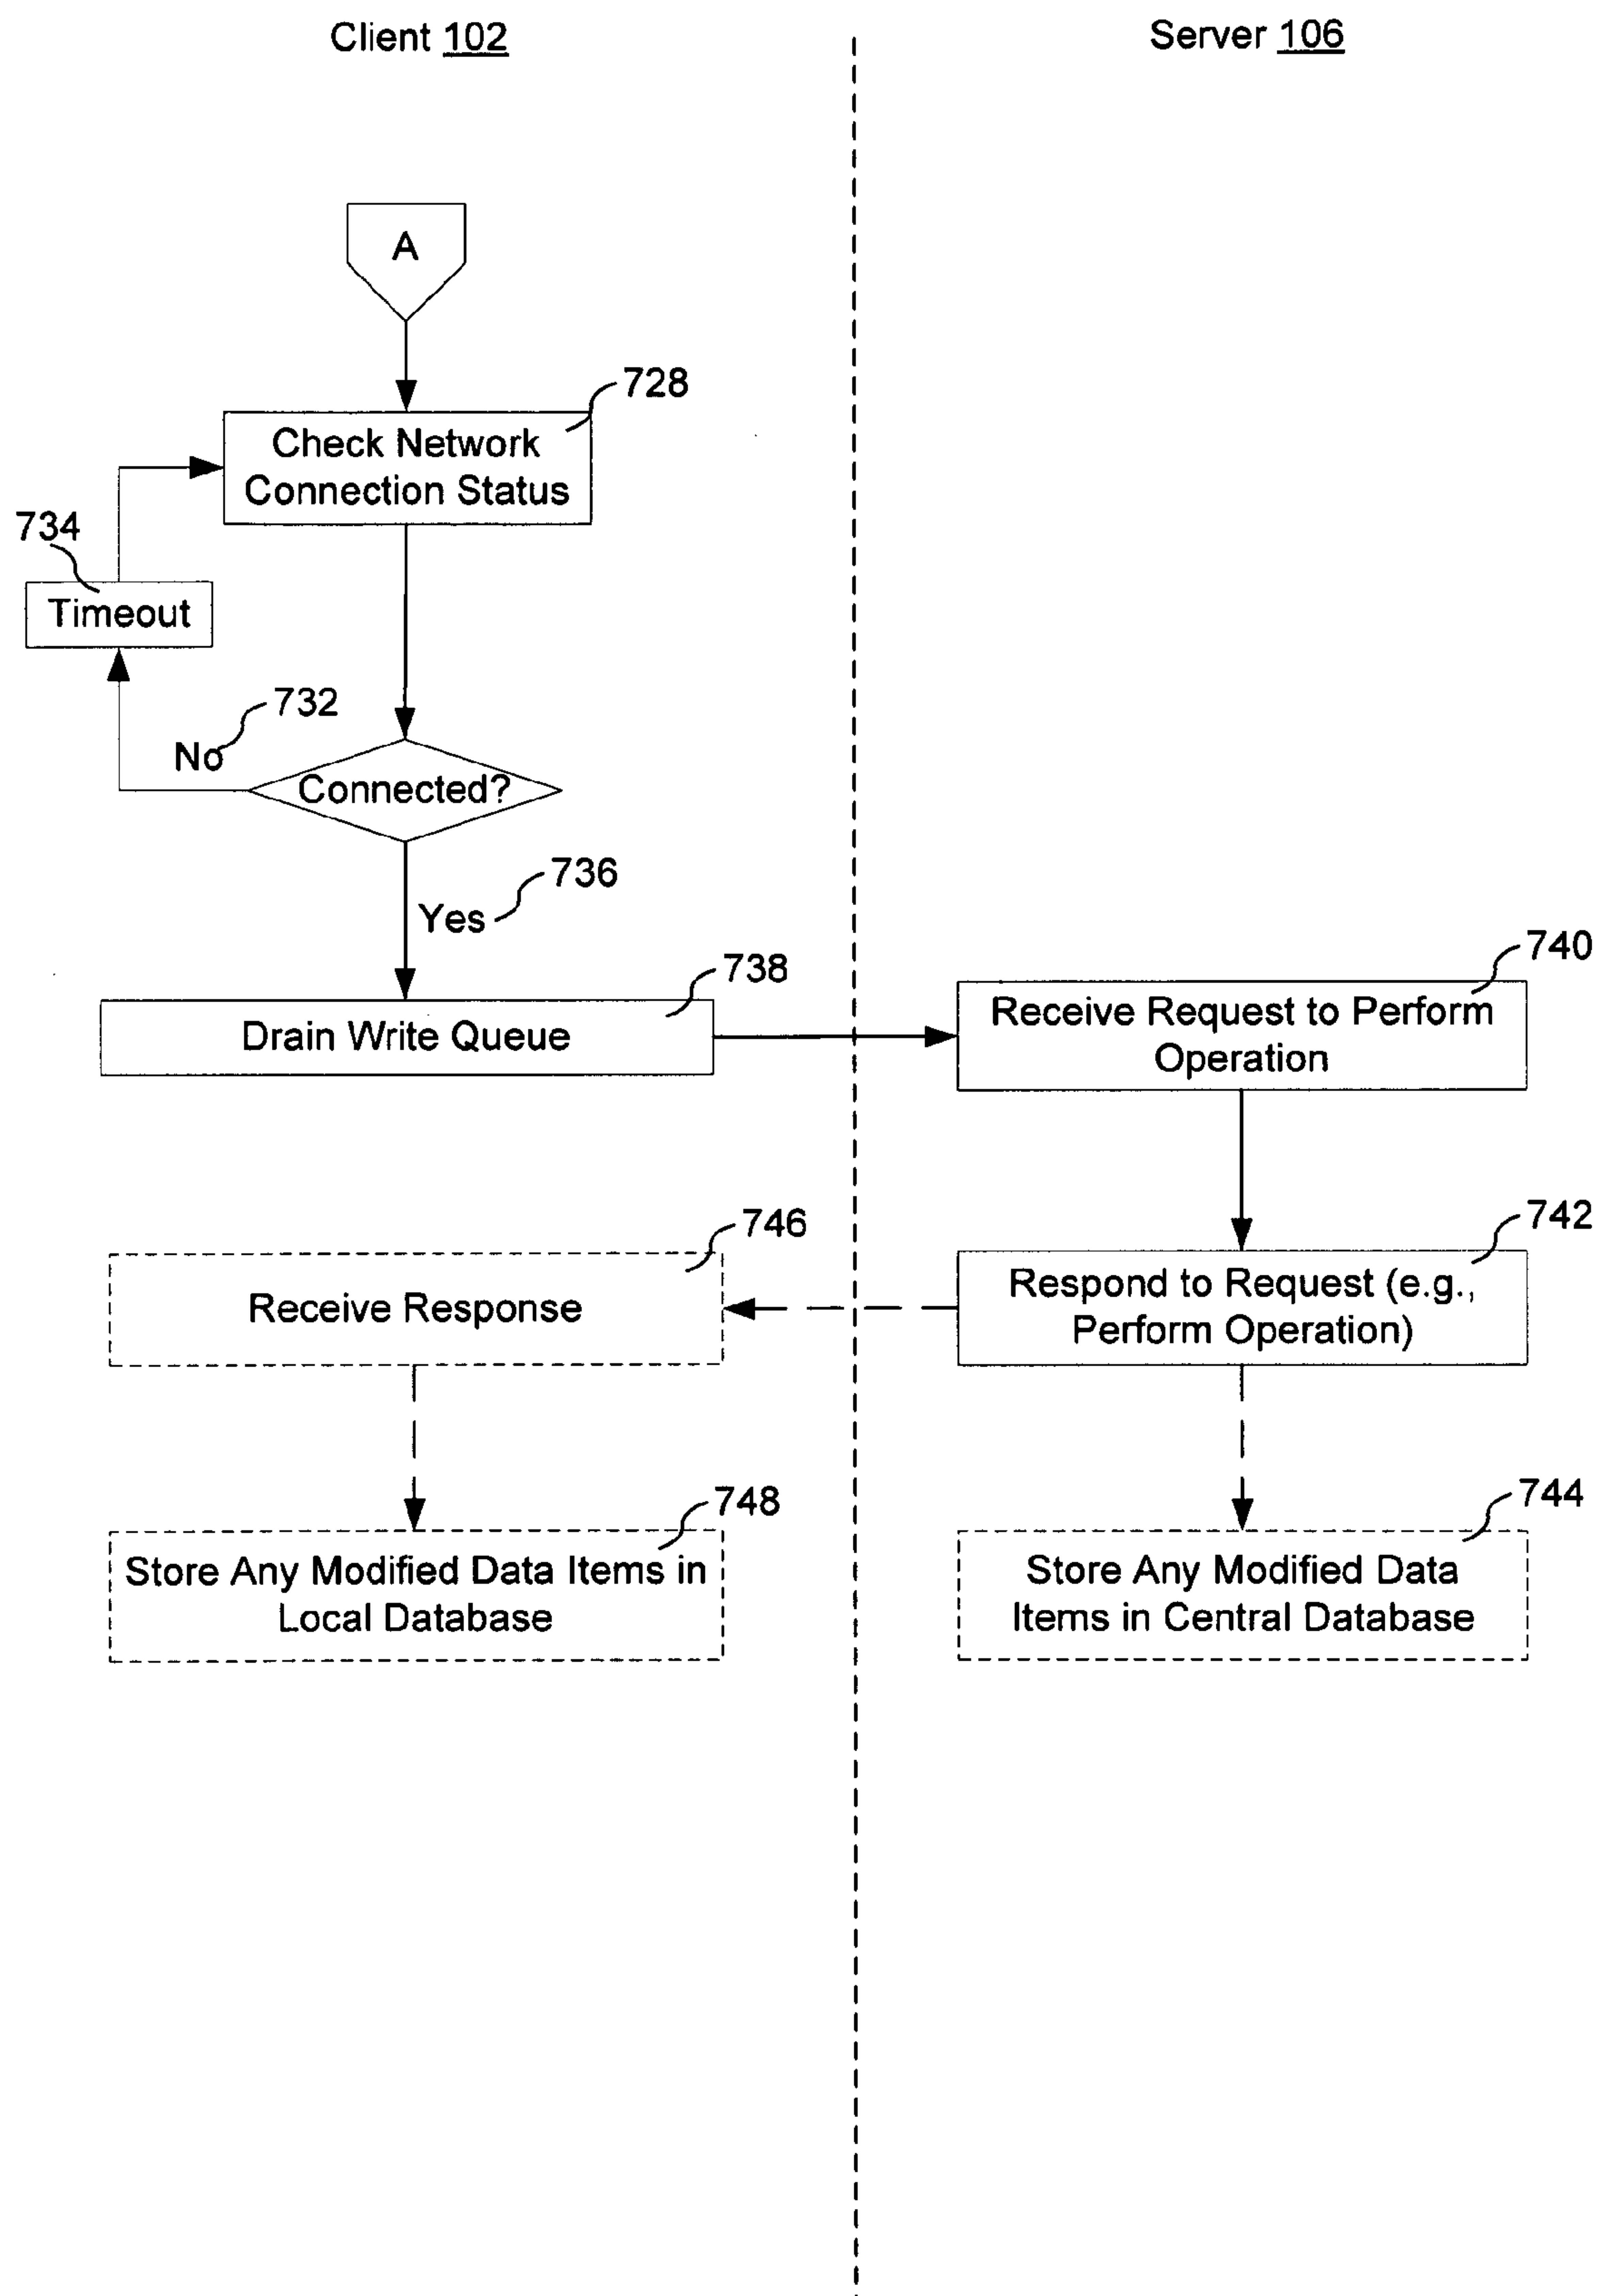 Client 102
Server 106
A
728
Check Network
Connection Status
734
Timeout
732
No
Connected?
736
Yes
738
Drain Write Queue
740
Receive Request to Perform
Operation
746
Receive Response
742
Respond to Request (e.g.,
Perform Operation)
748
Store Any Modified Data Items in
Local Database
744
Store Any Modified Data
Items in Central Database